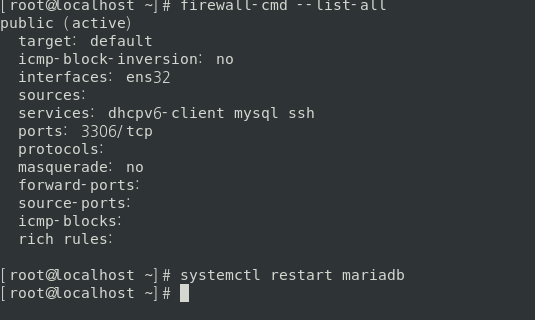 [root@localhost ~]# firewall-cmd --list-all
public (active)
  target: default
  icmp-block-inversion: no
  interfaces: ens32
  sources:
  services: dhcpv6-client mysql ssh
  ports: 3306/tcp
  protocols:
  masquerade: no
  forward-ports:
  source-ports:
  icmp-blocks:
  rich rules:

[root@localhost ~]# systemctl restart mariadb
[root@localhost ~]#